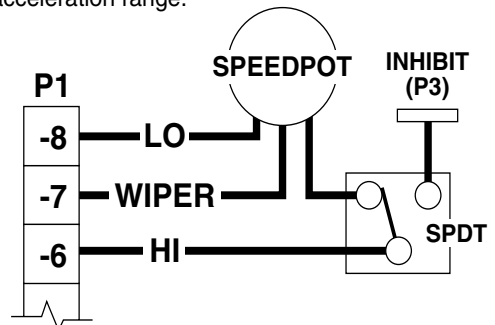 acceleration range.
SPEEDPOT
INHIBIT
(P3)
P1
-8
LO
-7
WIPER
-6
HI
SPDT